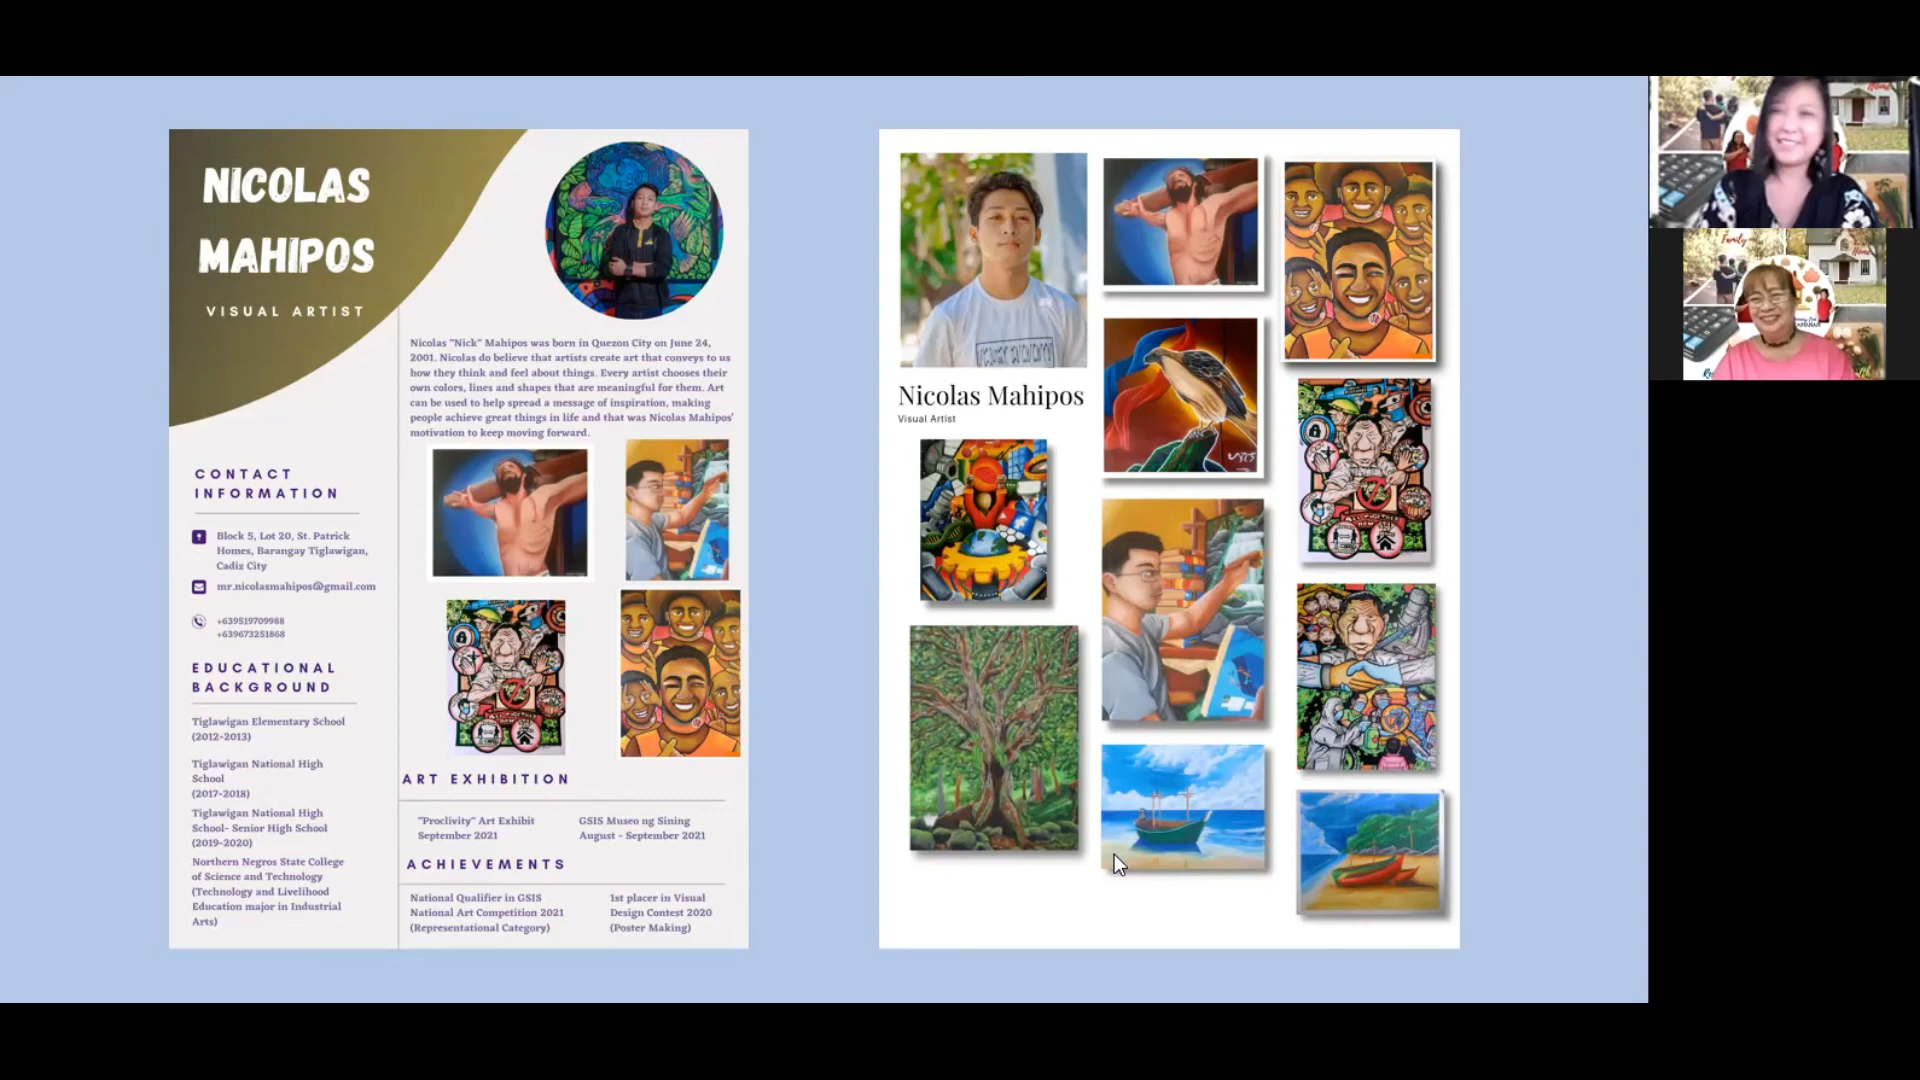 NICOLAS
MAHIPOS
VISUAL ARTIST
Nicolas "Nick" Mahipos was born in Quezon City on June 24,
2001. Nicolas do believe that artists create art that conveys to us
how they think and feel about things. Every artist chooses their
own colors, lines and shapes that are meaningful for them. Art
can be used to help spread a message of inspiration, making
people achieve great things in life and that was Nicolas Mahipos'
motivation to keep moving forward.
CONTACT
INFORMATION
Block 5, Lot 20, St. Patrick
Homes, Barangay Tiglawigan,
Cadiz City
mr.nicolasmahipos@gmail.com
+639519709988
+639673251868
EDUCATIONAL
BACKGROUND
Tiglawigan Elementary School
(2012-2013)
Tiglawigan National High
School
(2017-2018)
Tiglawigan National High
School- Senior High School
(2019-2020)
Northern Negros State College
of Science and Technology
(Technology and Livelihood
Education major in Industrial
Arts)
ART EXHIBITION
"Proclivity" Art Exhibit
September 2021
GSIS Museo ng Sining
August - September 2021
ACHIEVEMENTS
National Qualifier in GSIS
National Art Competition 2021
(Representational Category)
1st placer in Visual
Design Contest 2020
(Poster Making)
Nicolas Mahipos
Visual Artist
Family
Home